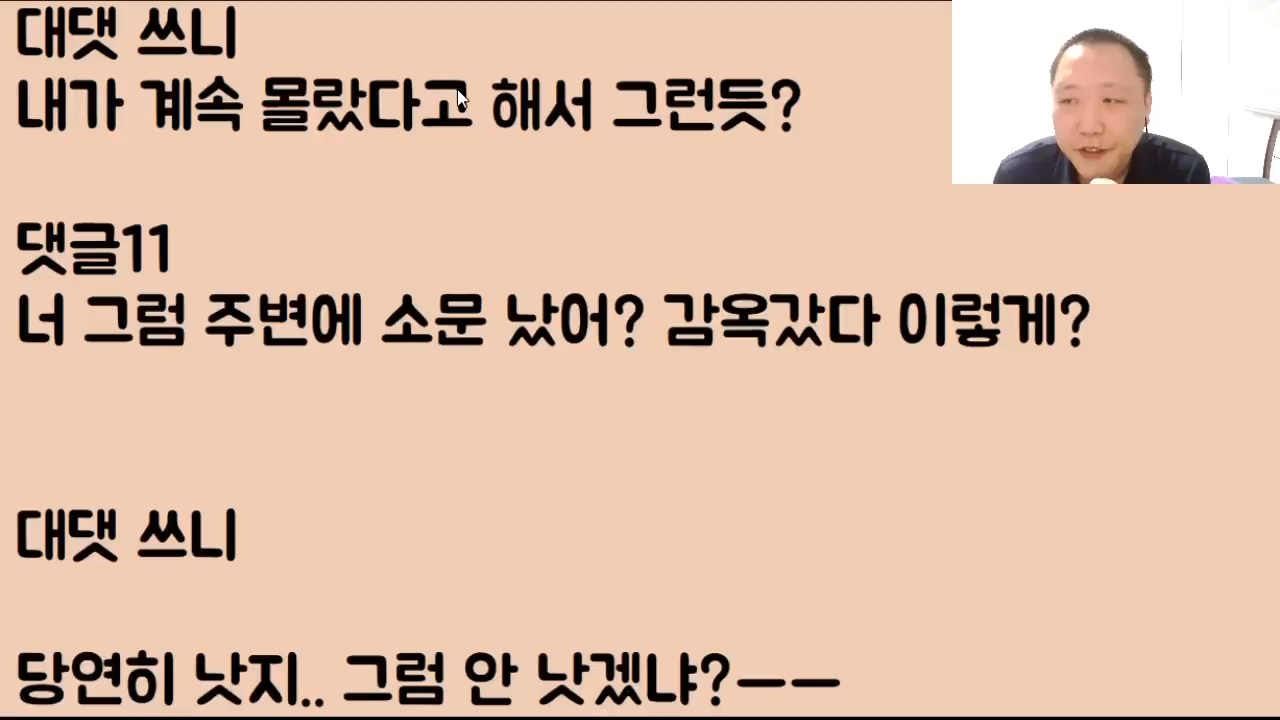 대댓 쓰니
내가 계속 몰랐다고 해서 그런듯?
댓글11
너 그럼 주변에 소문 났어? 감옥갔다 이렇게?
대댓 쓰니
당연히 낫지.. 그럼 안 낫겠냐?ㅡㅡ